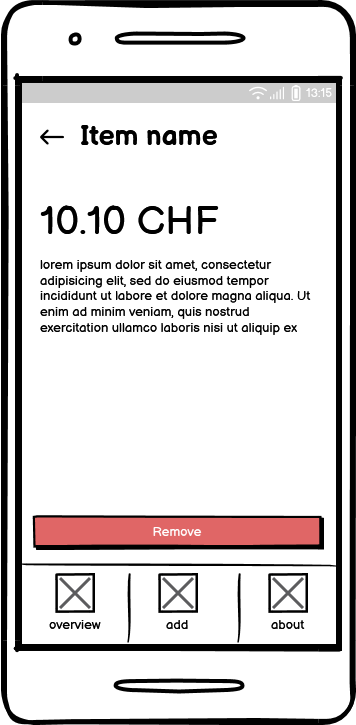 13:15
← Item name
10.10 CHF
lorem ipsum dolor sit amet, consectetur
adipisicing elit, sed do eiusmod tempor
incididunt ut labore et dolore magna aliqua. Ut
enim ad minim veniam, quis nostrud
exercitation ullamco laboris nisi ut aliquip ex
Remove
overview add about